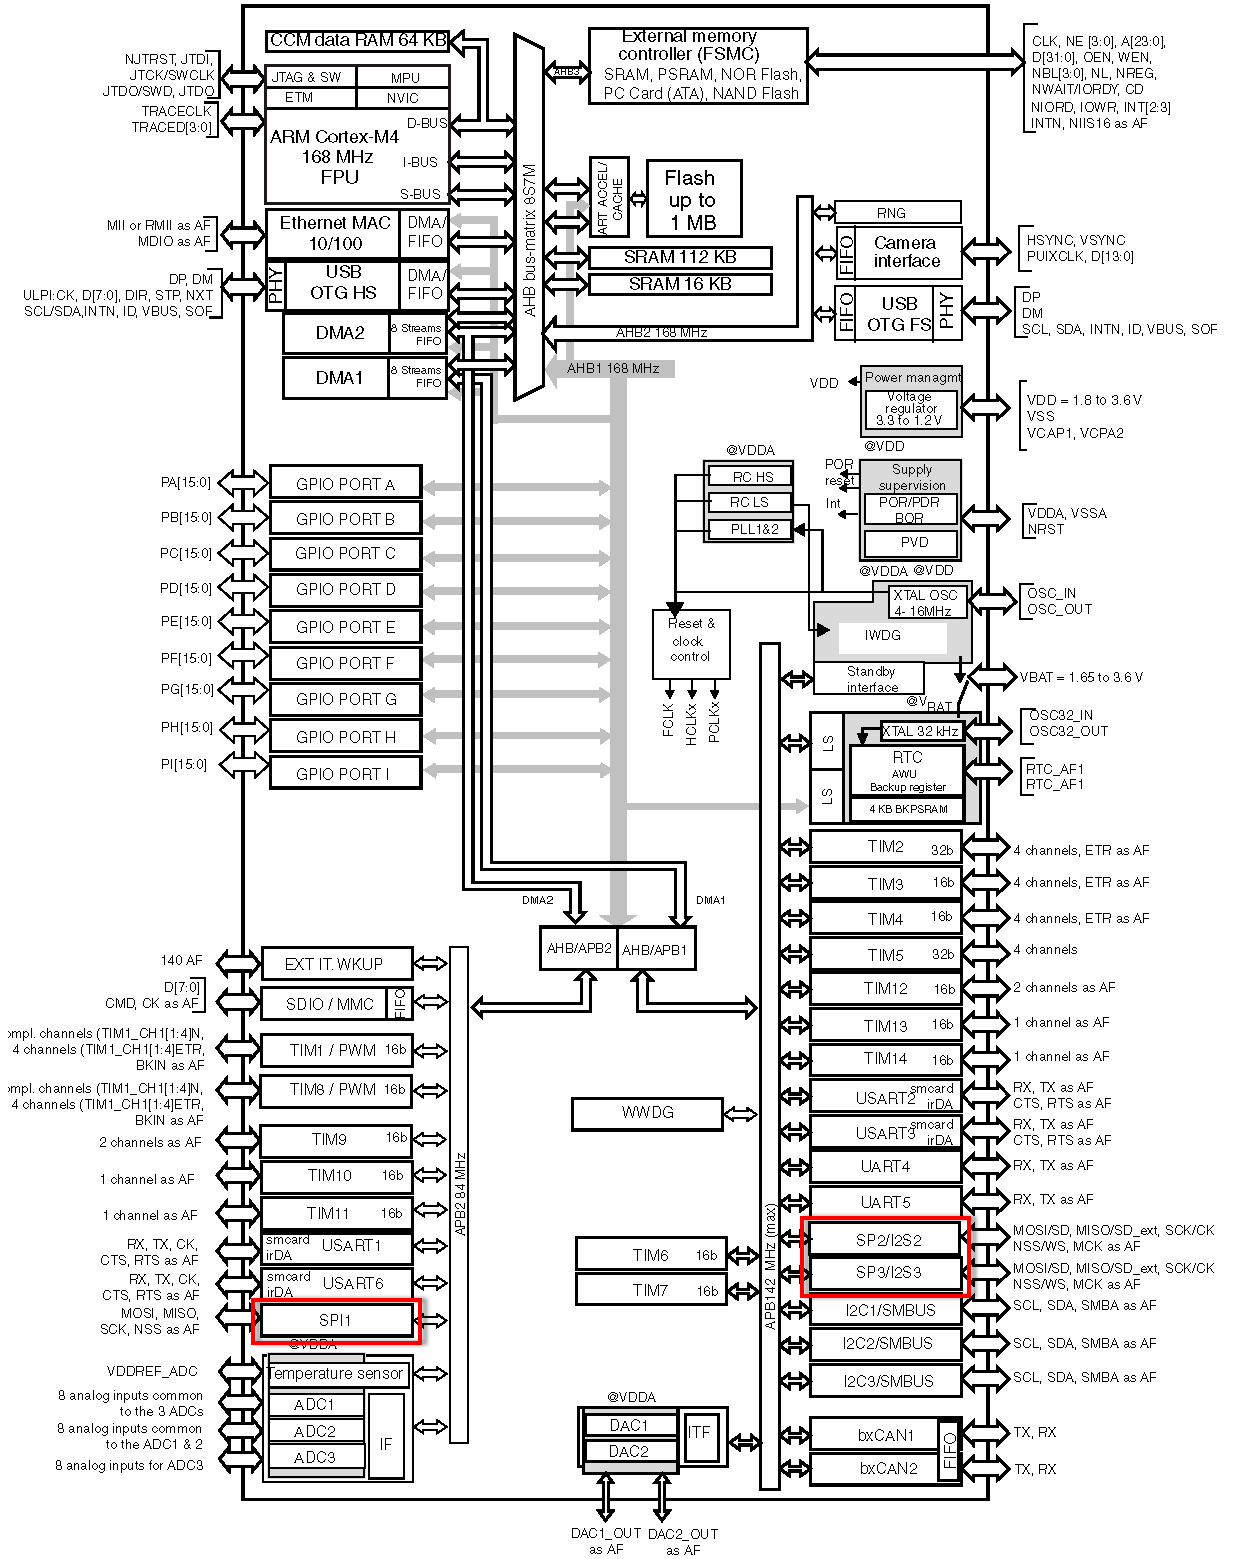 CCM data RAM 64 KB
External memory
controller (FSMC)
SRAM, PSRAM, NOR Flash,
PC Card (ATA), NAND Flash
AHB3
CLK, NE [3:0], A[23:0],
D[31:0], OEN, WEN,
NBL[3:0], NL, NREG,
NWAIT/IORDY, CD
NIORD, IOWR, INT[2:3]
INTN, NIIS16 as AF
NJTRST, JTDI,
JTCK/SWCLK
JTDO/SWD, JTDO
TRACECLK
TRACED[3:0]
JTAG & SW
MPU
ETM
NVIC
D-BUS
ARM Cortex-M4
168 MHz
FPU
I-BUS
S-BUS
AHB bus-matrix 8S7M
ART ACCEL/
CACHE
Flash
up to
1 MB
SRAM 112 KB
SRAM 16 KB
MII or RMII as AF
MDIO as AF
Ethernet MAC
10/100
DMA/
FIFO
DP, DM
ULPI:CK, D[7:0], DIR, STP, NXT
SCL/SDA,INTN, ID, VBUS, SOF
PHY
USB
OTG HS
DMA/
FIFO
DMA2
8 Streams
FIFO
DMA1
8 Streams
FIFO
RNG
FIFO
Camera
interface
HSYNC, VSYNC
PUIXCLK, D[13:0]
FIFO
USB
OTG FS
PHY
DP
DM
SCL, SDA, INTN, ID, VBUS, SOF
AHB2 168 MHz
AHB1 168 MHz
VDD
Power managmt
Voltage
regulator
3.3 to 1.2 V
VDD = 1.8 to 3.6 V
VSS
VCAP1, VCPA2
@VDD
@VDDA
RC HS
RC LS
PLL1&2
POR
reset
Int
Supply
supervision
POR/PDR
BOR
PVD
VDDA, VSSA
NRST
@VDDA @VDD
XTAL OSC
4- 16MHz
OSC_IN
OSC_OUT
IWDG
Reset &
clock
control
FCLK
HCLKx
PCLKx
Standby
interface
VBAT = 1.65 to 3.6 V
@VBAT
LS
LS
XTAL 32 kHz
OSC32_IN
OSC32_OUT
RTC
AWU
Backup register
4 KB BKPSRAM
RTC_AF1
RTC_AF1
PA[15:0]
GPIO PORT A
PB[15:0]
GPIO PORT B
PC[15:0]
GPIO PORT C
PD[15:0]
GPIO PORT D
PE[15:0]
GPIO PORT E
PF[15:0]
GPIO PORT F
PG[15:0]
GPIO PORT G
PH[15:0]
GPIO PORT H
PI[15:0]
GPIO PORT I
DMA2
DMA1
AHB/APB2
AHB/APB1
140 AF
EXT IT. WKUP
D[7:0]
CMD, CK as AF
SDIO / MMC
FIFO
ompl. channels (TIM1_CH1[1:4]N,
4 channels (TIM1_CH1[1:4]ETR,
BKIN as AF
TIM1 / PWM 16b
ompl. channels (TIM1_CH1[1:4]N,
4 channels (TIM1_CH1[1:4]ETR,
BKIN as AF
TIM8 / PWM 16b
2 channels as AF
TIM9 16b
1 channel as AF
TIM10 16b
1 channel as AF
TIM11 16b
RX, TX, CK,
CTS, RTS as AF
smcard
irDA
USART1
RX, TX, CK,
CTS, RTS as AF
smcard
irDA
USART6
MOSI, MISO,
SCK, NSS as AF
SPI1
@VDDA
VDDREF_ADC
Temperature sensor
8 analog inputs common
to the 3 ADCs
8 analog inputs common
to the ADC1 & 2
8 analog inputs for ADC3
ADC1
ADC2
ADC3
IF
APB2 84 MHz
WWDG
TIM6 16b
TIM7 16b
@VDDA
DAC1
DAC2
ITF
DAC1_OUT
as AF
DAC2_OUT
as AF
APB142 MHz (max)
TIM2 32b
4 channels, ETR as AF
TIM3 16b
4 channels, ETR as AF
TIM4 16b
4 channels, ETR as AF
TIM5 32b
4 channels
TIM12 16b
2 channels as AF
TIM13 16b
1 channel as AF
TIM14 16b
1 channel as AF
USART2
smcard
irDA
RX, TX as AF
CTS, RTS as AF
USART3
smcard
irDA
RX, TX as AF
CTS, RTS as AF
UART4
RX, TX as AF
UART5
RX, TX as AF
SP2/I2S2
MOSI/SD, MISO/SD_ext, SCK/CK
NSS/WS, MCK as AF
SP3/I2S3
MOSI/SD, MISO/SD_ext, SCK/CK
NSS/WS, MCK as AF
I2C1/SMBUS
SCL, SDA, SMBA as AF
I2C2/SMBUS
SCL, SDA, SMBA as AF
I2C3/SMBUS
SCL, SDA, SMBA as AF
bxCAN1
TX, RX
bxCAN2
FIFO
TX, RX